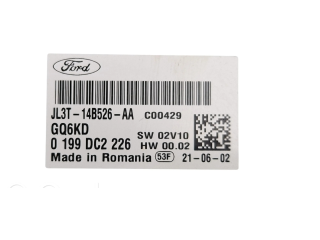 Ford
JL3T-14B526-AA C00429
GQ6KD SW 02V10
0 199 DC2 226 HW 00.02
Made in Romania 53F 21-06-02